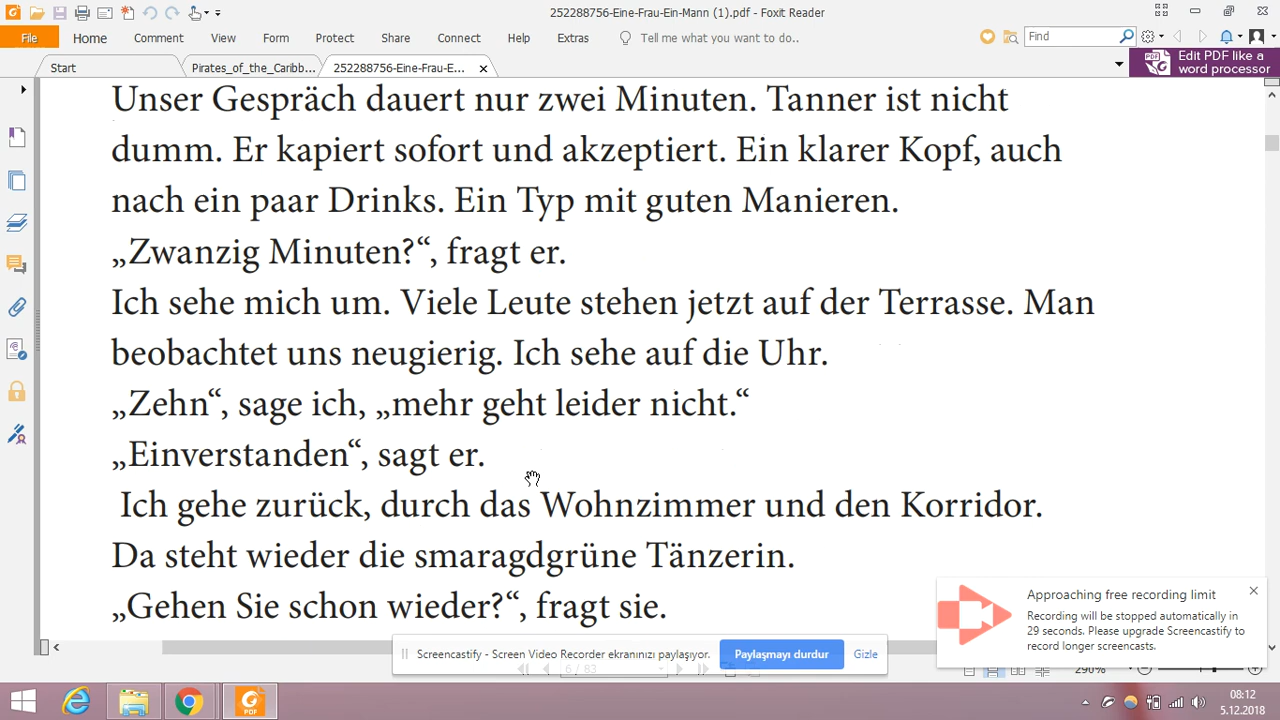 252288756-Eine-Frau-Ein-Mann (1).pdf - Foxit Reader
File Home Comment View Form Protect Share Connect Help Extras Tell me what you want to do.. Find
Start Pirates_of_the_Caribb... 252288756-Eine-Frau-E... Edit PDF like a
word processor
Unser Gespräch dauert nur zwei Minuten. Tanner ist nicht
dumm. Er kapiert sofort und akzeptiert. Ein klarer Kopf, auch
nach ein paar Drinks. Ein Typ mit guten Manieren.
„Zwanzig Minuten?“, fragt er.
Ich sehe mich um. Viele Leute stehen jetzt auf der Terrasse. Man
beobachtet uns neugierig. Ich sehe auf die Uhr.
„Zehn“, sage ich, „mehr geht leider nicht.“
„Einverstanden“, sagt er.
Ich gehe zurück, durch das Wohnzimmer und den Korridor.
Da steht wieder die smaragdgrüne Tänzerin.
„Gehen Sie schon wieder?“, fragt sie.
Approaching free recording limit
Recording will be stopped automatically in
29 seconds. Please upgrade Screencastify to
record longer screencasts.
Screencastify - Screen Video Recorder ekranınızı paylaşıyor. Paylaşmayı durdur Gizle
6 / 83 290%
08:12
5.12.2018